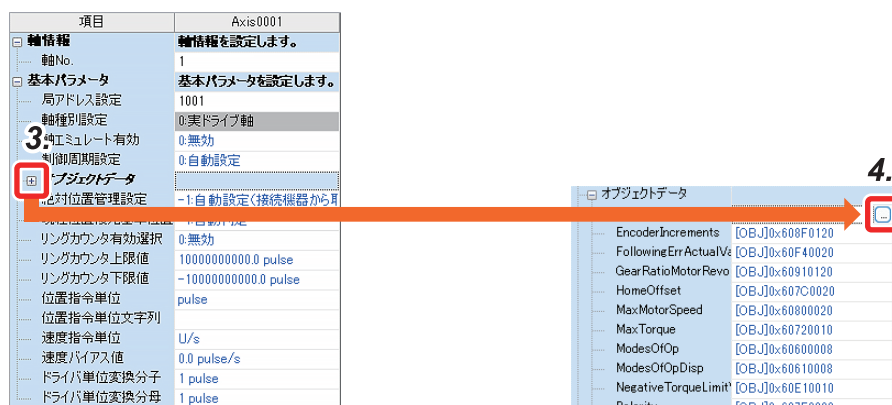 項目 Axis0001
軸情報 軸情報を設定します。
軸No. 1
基本パラメータ 基本パラメータを設定します。
局アドレス設定 1001
軸種別設定 0:実ドライブ軸
3.
軸エミュレート有効 0:無効
制御周期設定 0:自動設定
オブジェクトデータ
絶対位置管理設定 -1:自動設定(接続機器から
リングカウンタ有効選択 0:無効
リングカウンタ上限値 10000000000.0 pulse
リングカウンタ下限値 -10000000000.0 pulse
位置指令単位 pulse
位置指令単位文字列
速度指令単位 U/s
速度バイアス値 0.0 pulse/s
ドライバ単位変換分子 1 pulse
ドライバ単位変換分母 1 pulse
4.
オブジェクトデータ
...
EncoderIncrements [OBJ]0x608F0120
FollowingErrActualVa [OBJ]0x60F40020
GearRatioMotorRevo [OBJ]0x60910120
HomeOffset [OBJ]0x607C0020
MaxMotorSpeed [OBJ]0x60800020
MaxTorque [OBJ]0x60720010
ModesOfOp [OBJ]0x60600008
ModesOfOpDisp [OBJ]0x60610008
NegativeTorqueLimit [OBJ]0x60E10010